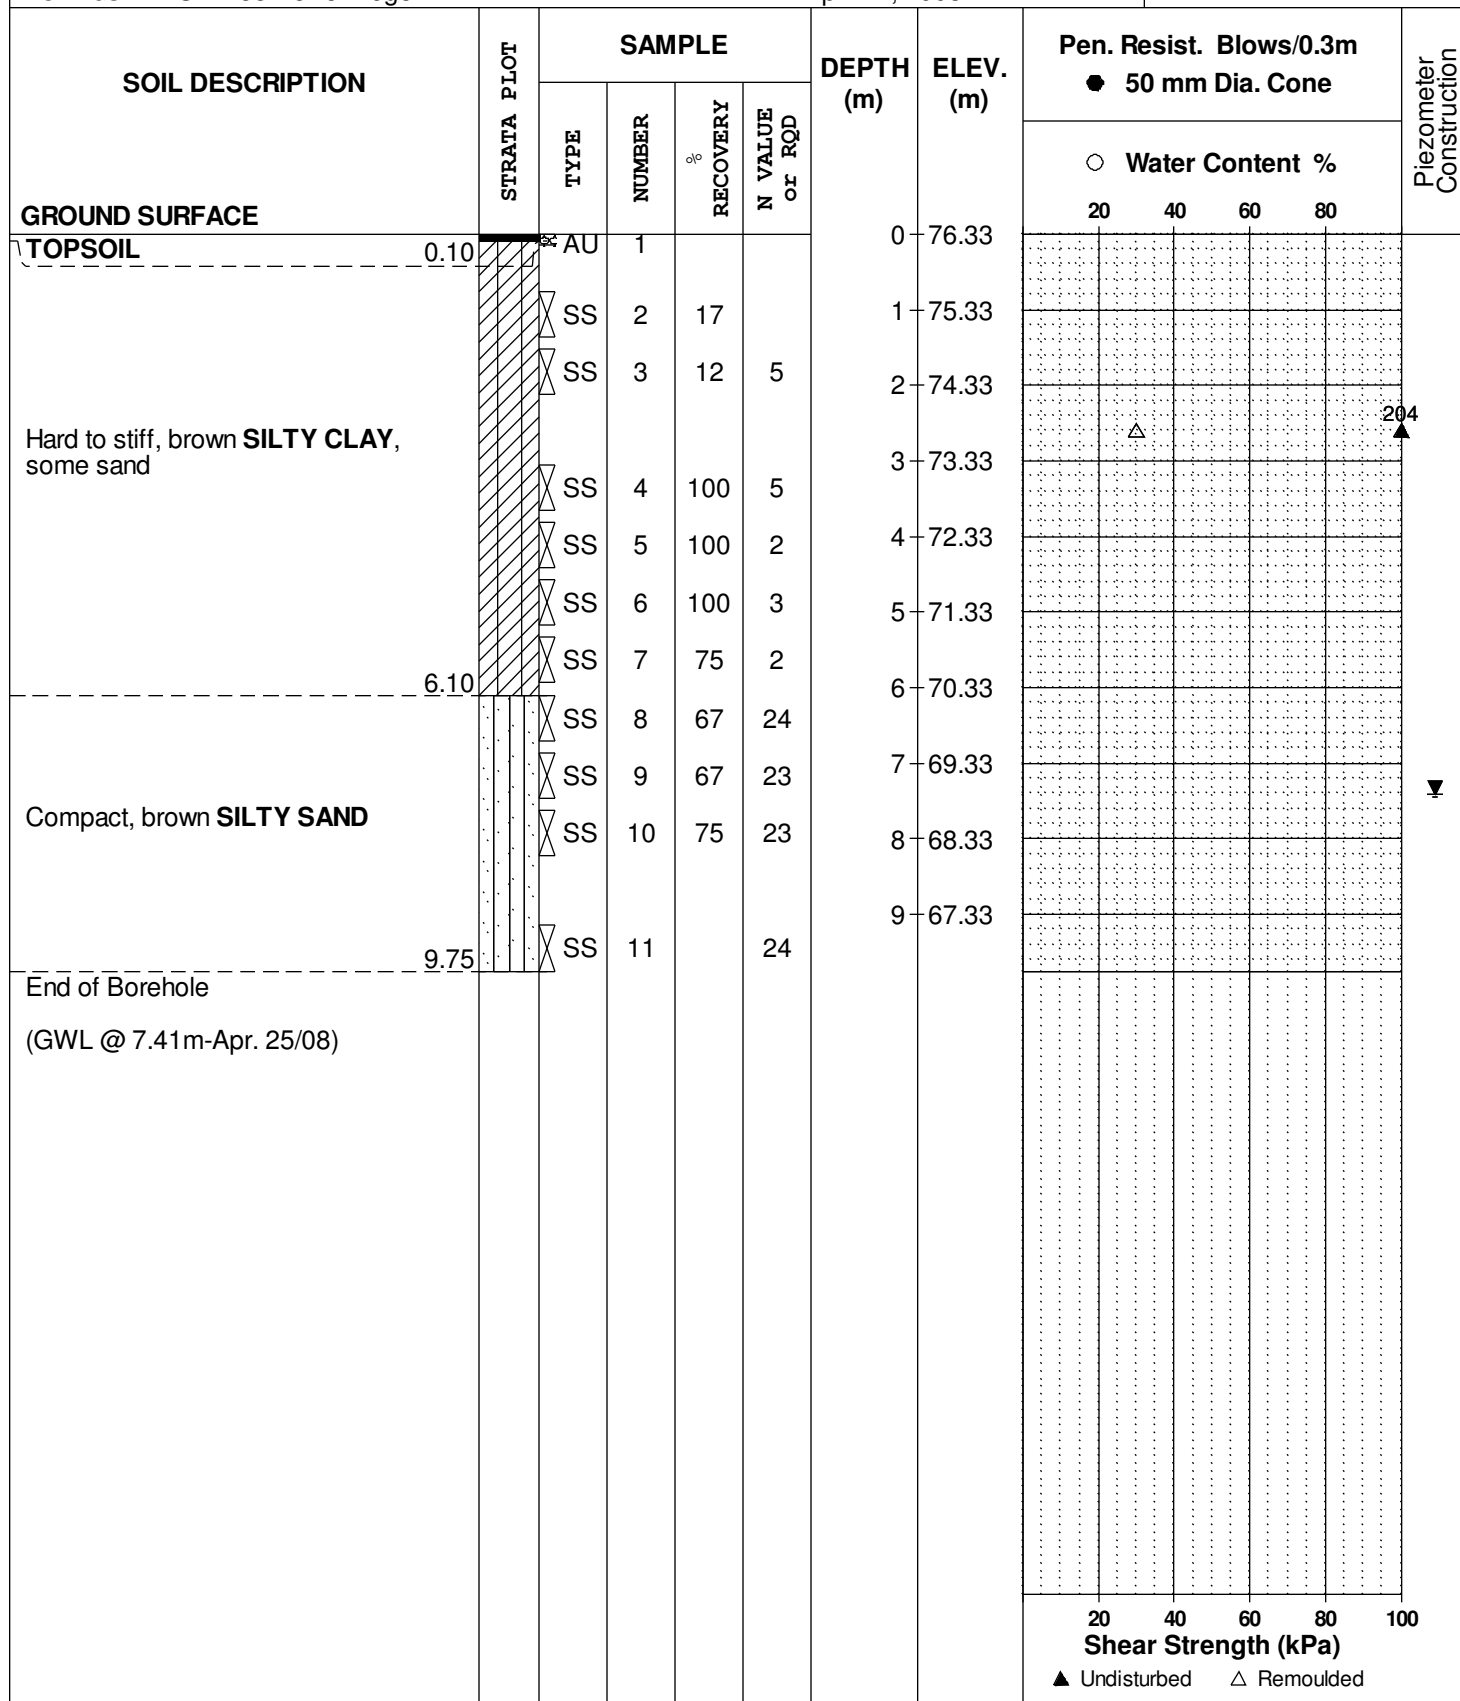 SOIL DESCRIPTION
GROUND SURFACE
STRATA PLOT
SAMPLE
TYPE
NUMBER
% RECOVERY
N VALUE or RQD
DEPTH (m)
ELEV. (m)
Pen. Resist. Blows/0.3m
● 50 mm Dia. Cone
○ Water Content %
20 40 60 80
Piezometer Construction
TOPSOIL 0.10
AU 1
0 76.33
SS 2 17
1 75.33
SS 3 12 5
2 74.33
204
Hard to stiff, brown SILTY CLAY,
some sand
3 73.33
SS 4 100 5
4 72.33
SS 5 100 2
SS 6 100 3
5 71.33
SS 7 75 2
6.10
6 70.33
SS 8 67 24
7 69.33
SS 9 67 23
Compact, brown SILTY SAND
SS 10 75 23
8 68.33
9 67.33
SS 11 24
9.75
End of Borehole
(GWL @ 7.41m-Apr. 25/08)
20 40 60 80 100
Shear Strength (kPa)
▲ Undisturbed △ Remoulded